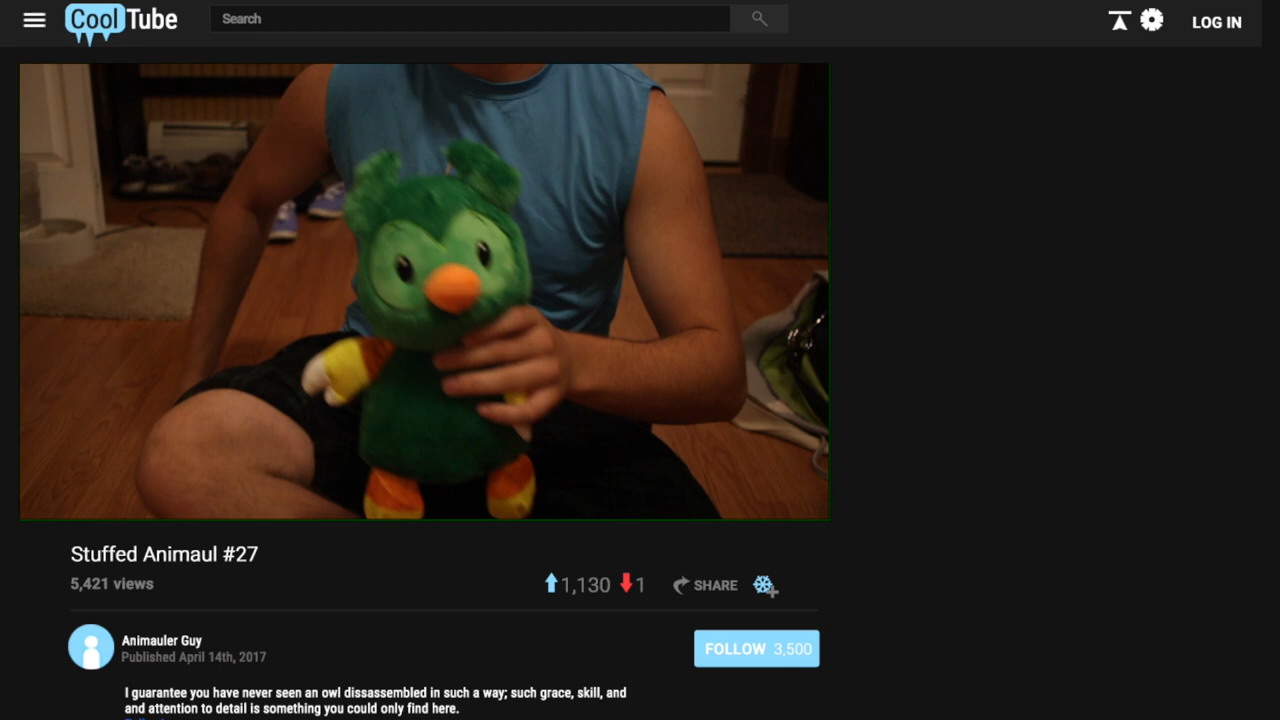 CoolTube
Search
LOG IN
Stuffed Animaul #27
5,421 views
1,130 1 SHARE
Animauler Guy
Published April 14th, 2017
FOLLOW 3,500
I guarantee you have never seen an owl dissassembled in such a way; such grace, skill, and
and attention to detail is something you could only find here.